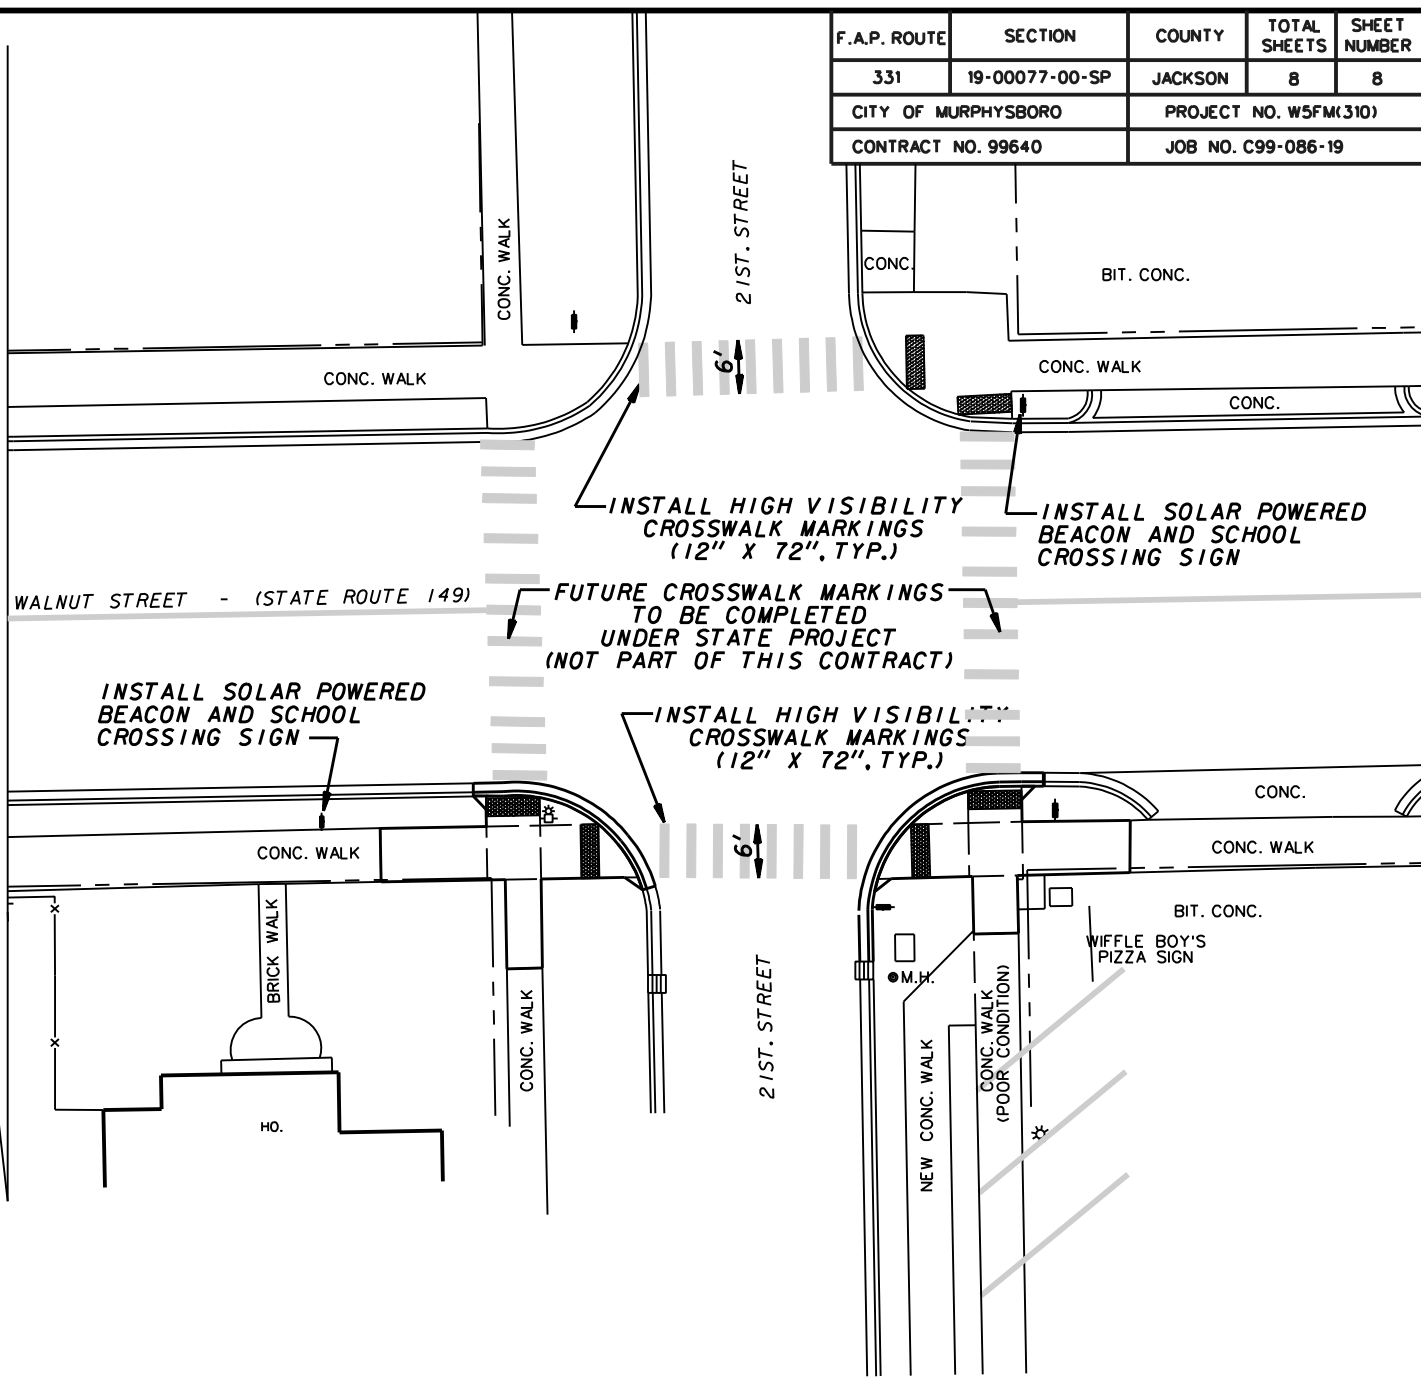 F.A.P. ROUTE SECTION COUNTY TOTAL SHEETS SHEET NUMBER
331 19-00077-00-SP JACKSON 8 8
CITY OF MURPHYSBORO PROJECT NO. W5FM(310)
CONTRACT NO. 99640 JOB NO. C99-086-19
21ST. STREET
CONC. WALK
CONC.
BIT. CONC.
CONC. WALK
6'
CONC. WALK
CONC.
INSTALL HIGH VISIBILITY
CROSSWALK MARKINGS
(12" X 72", TYP.)
INSTALL SOLAR POWERED
BEACON AND SCHOOL
CROSSING SIGN
WALNUT STREET - (STATE ROUTE 149)
FUTURE CROSSWALK MARKINGS
TO BE COMPLETED
UNDER STATE PROJECT
(NOT PART OF THIS CONTRACT)
INSTALL SOLAR POWERED
BEACON AND SCHOOL
CROSSING SIGN
INSTALL HIGH VISIBILITY
CROSSWALK MARKINGS
(12" X 72", TYP.)
CONC.
CONC. WALK
6'
CONC. WALK
BIT. CONC.
WIFFLE BOY'S
PIZZA SIGN
BRICK WALK
M.H.
CONC. WALK
21ST. STREET
NEW CONC. WALK
CONC. WALK
(POOR CONDITION)
HO.